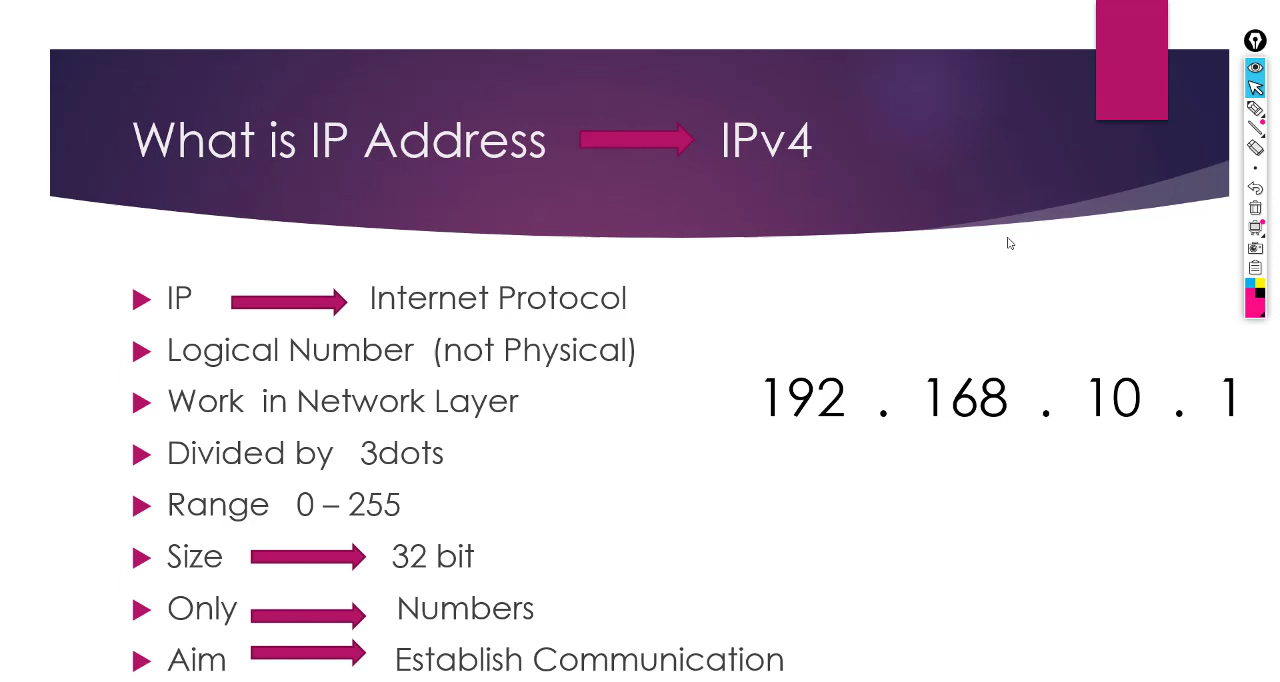 What is IP Address IPv4
IP Internet Protocol
Logical Number (not Physical)
192 . 168 . 10 . 1
Work in Network Layer
Divided by 3dots
Range 0 – 255
Size 32 bit
Only Numbers
Aim Establish Communication